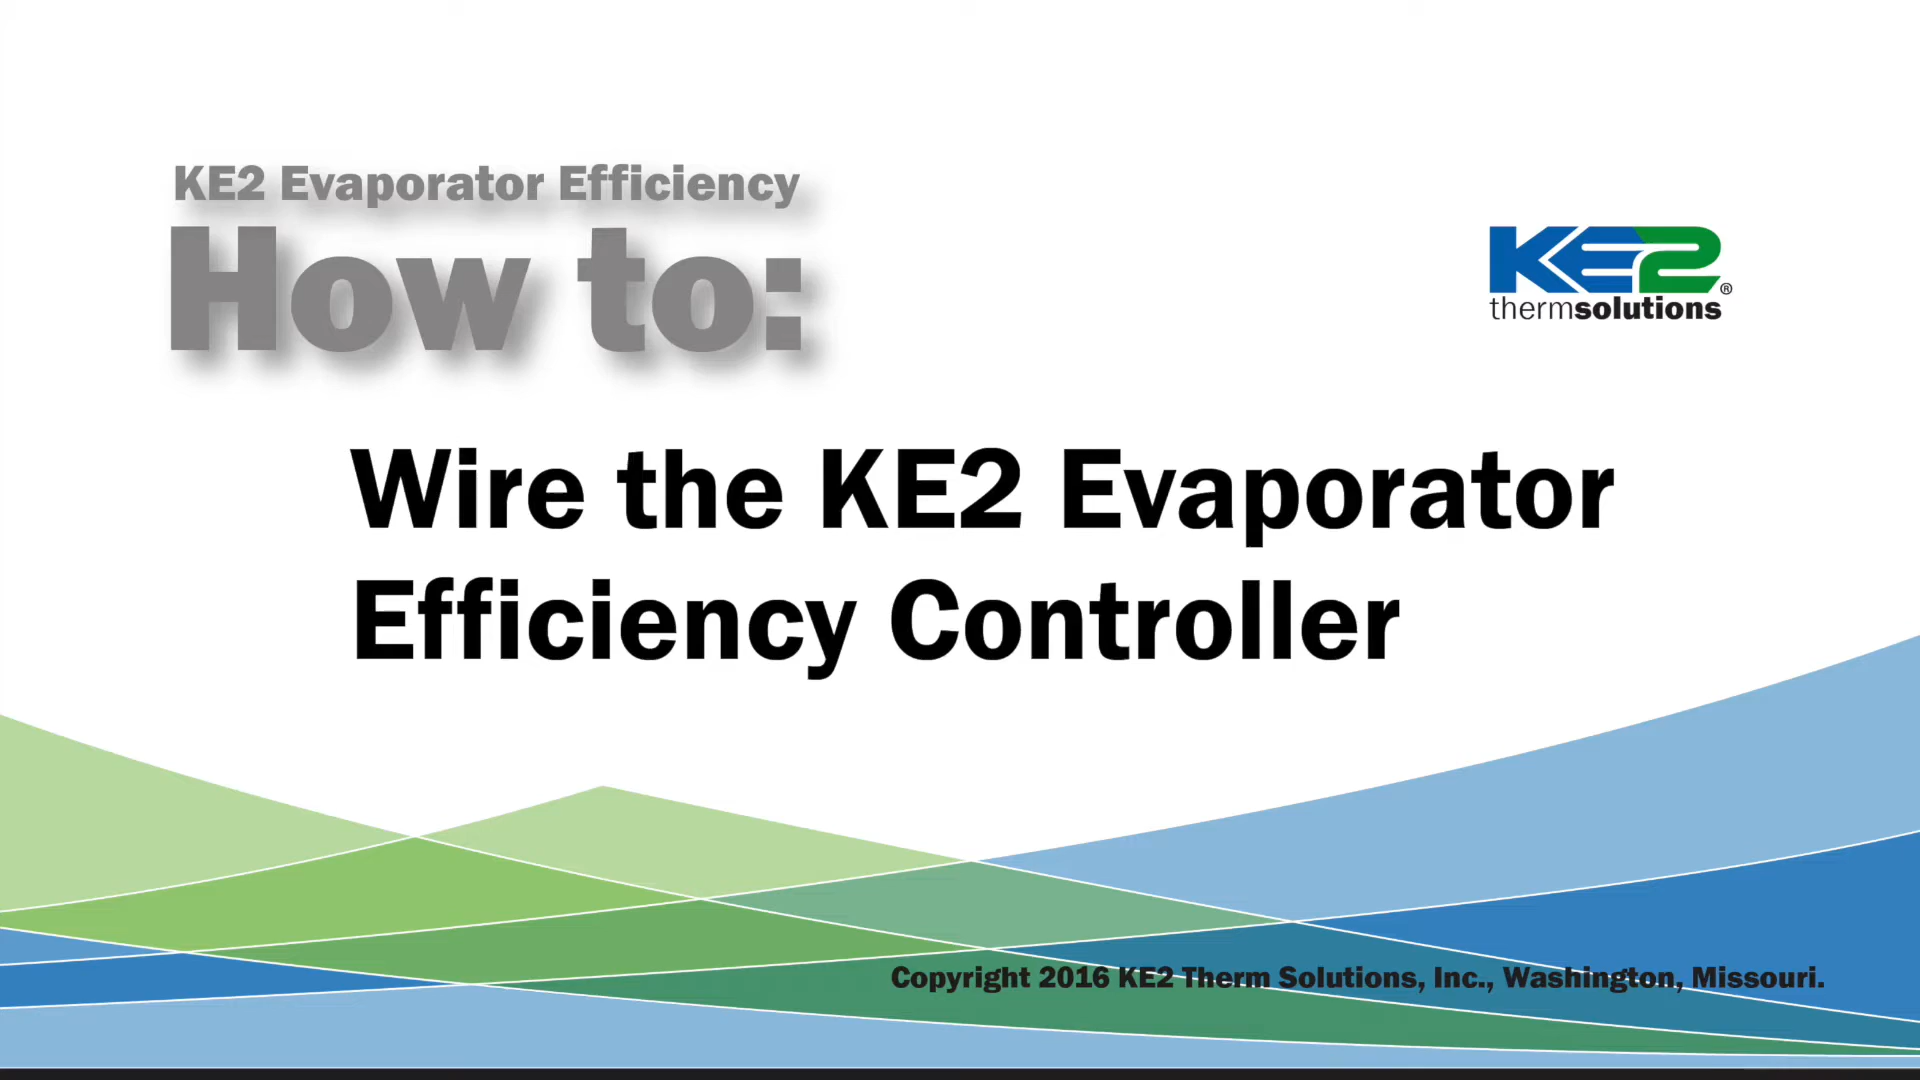 KE2 Evaporator Efficiency
How to:
KE2®
thermsolutions
Wire the KE2 Evaporator
Efficiency Controller
Copyright 2016 KE2 Therm Solutions, Inc., Washington, Missouri.